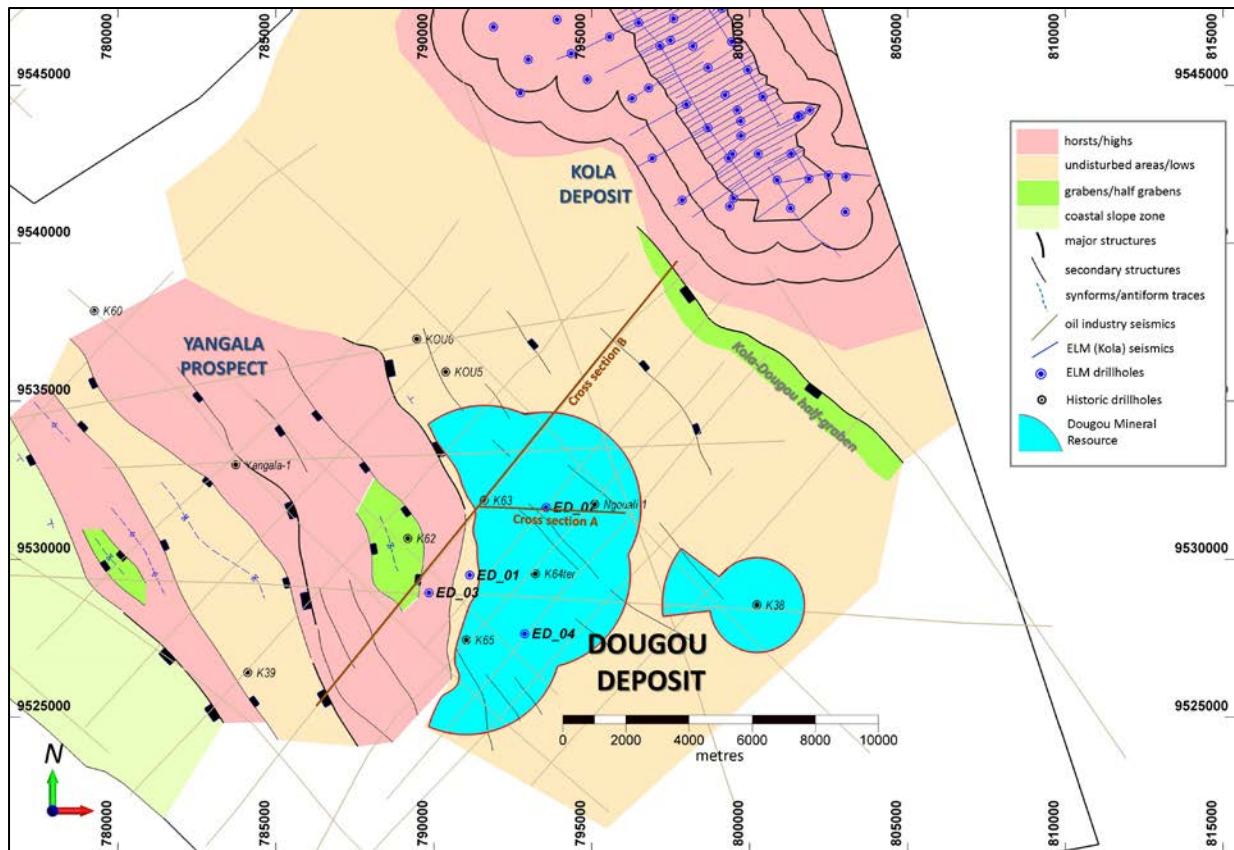 780000
785000
790000
795000
800000
805000
810000
815000
9545000
9545000
horsts/highs
undisturbed areas/lows
grabens/half grabens
coastal slope zone
major structures
secondary structures
synforms/antiform traces
oil industry seismics
ELM (Kola) seismics
ELM drillholes
Historic drillholes
Dougou Mineral
Resource
KOLA
DEPOSIT
9540000
K60
YANGALA
PROSPECT
KOU6
KOU5
Cross section B
Kola-Dougou half-graben
9535000
9535000
Yangala-1
K63
ED_02
Ngouali 1
Cross section A
K62
9530000
9530000
ED_01
K64ter
ED_03
K38
K65
ED_04
DOUGOU
DEPOSIT
K39
9525000
9525000
0
2000
4000
6000
8000
10000
metres
N
780000
785000
790000
795000
800000
805000
810000
815000